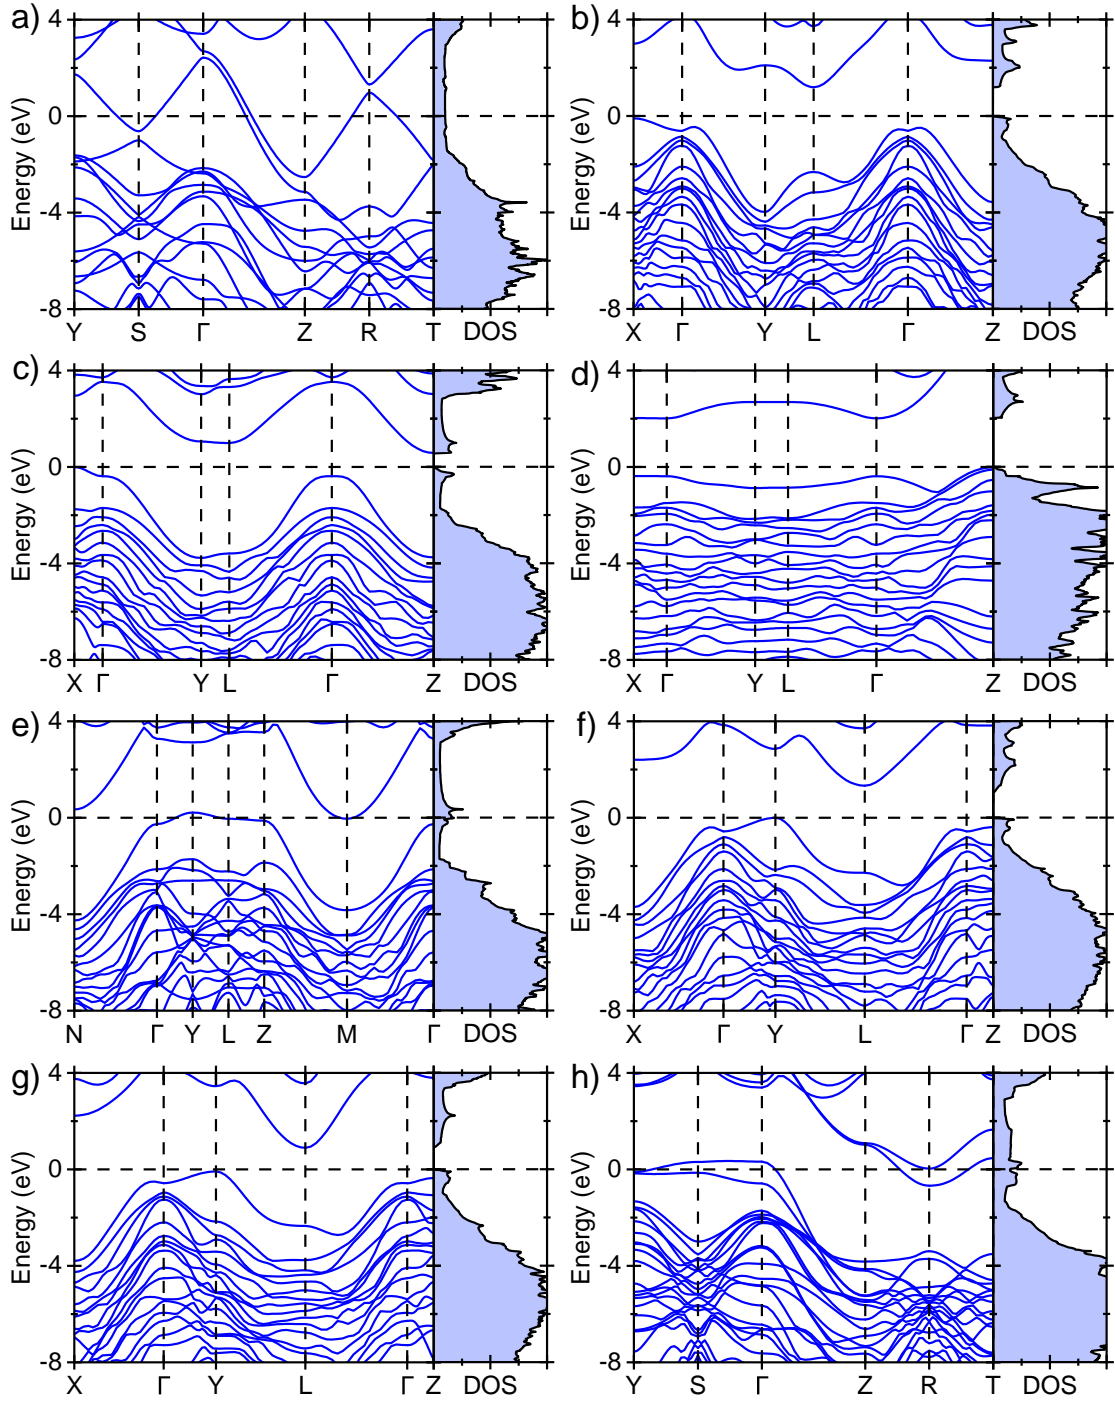 a) b)
4 4
Energy (eV) 0 Energy (eV) 0
-4 -4
-8 -8
Y S Γ Z R T DOS X Γ Y L Γ Z DOS
c) d)
4 4
Energy (eV) 0 Energy (eV) 0
-4 -4
-8 -8
X Γ Y L Γ Z DOS X Γ Y L Γ Z DOS
e) f)
4 4
Energy (eV) 0 Energy (eV) 0
-4 -4
-8 -8
N Γ Y L Z M Γ DOS X Γ Y L Γ Z DOS
g) h)
4 4
Energy (eV) 0 Energy (eV) 0
-4 -4
-8 -8
X Γ Y L Γ Z DOS Y S Γ Z R T DOS